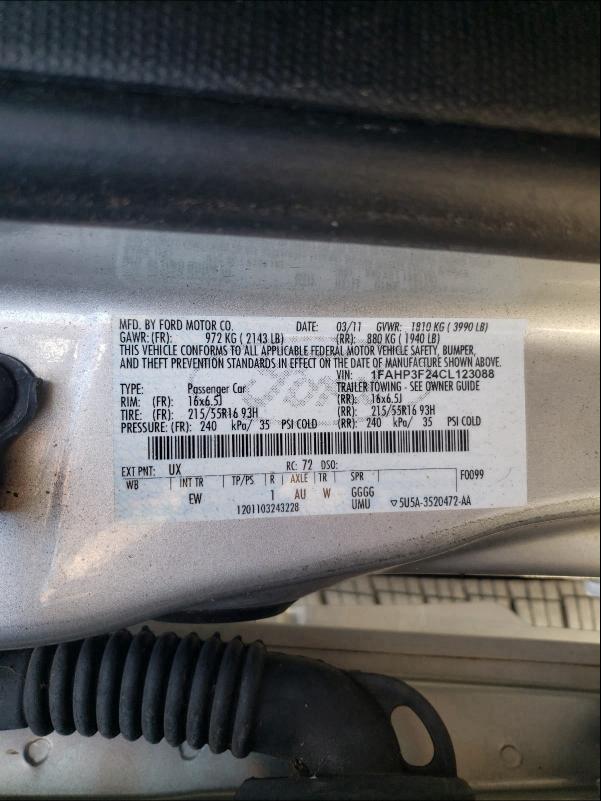 MFD. BY FORD MOTOR CO. DATE: 03/11 GVWR: 1810 KG ( 3990 LB)
GAWR: (FR): 972 KG ( 2143 LB) (RR): 880 KG ( 1940 LB)
THIS VEHICLE CONFORMS TO ALL APPLICABLE FEDERAL MOTOR VEHICLE SAFETY, BUMPER,
AND THEFT PREVENTION STANDARDS IN EFFECT ON THE DATE OF MANUFACTURE SHOWN ABOVE.
VIN: 1FAHP3F24CL123088
TYPE: Passenger Car TRAILER TOWING - SEE OWNER GUIDE
RIM: (FR): 16x6.5J (RR): 16x6.5J
TIRE: (FR): 215/55R16 93H (RR): 215/55R16 93H
PRESSURE: (FR): 240 kPa/ 35 PSI COLD (RR): 240 kPa/ 35 PSI COLD
EXT PNT: UX RC: 72 DSO: F0099
WB INT TR TP/PS R AXLE TR SPR
EW 1 AU W GGGG
1201103243228 UMU ▽5U5A-3520472-AA